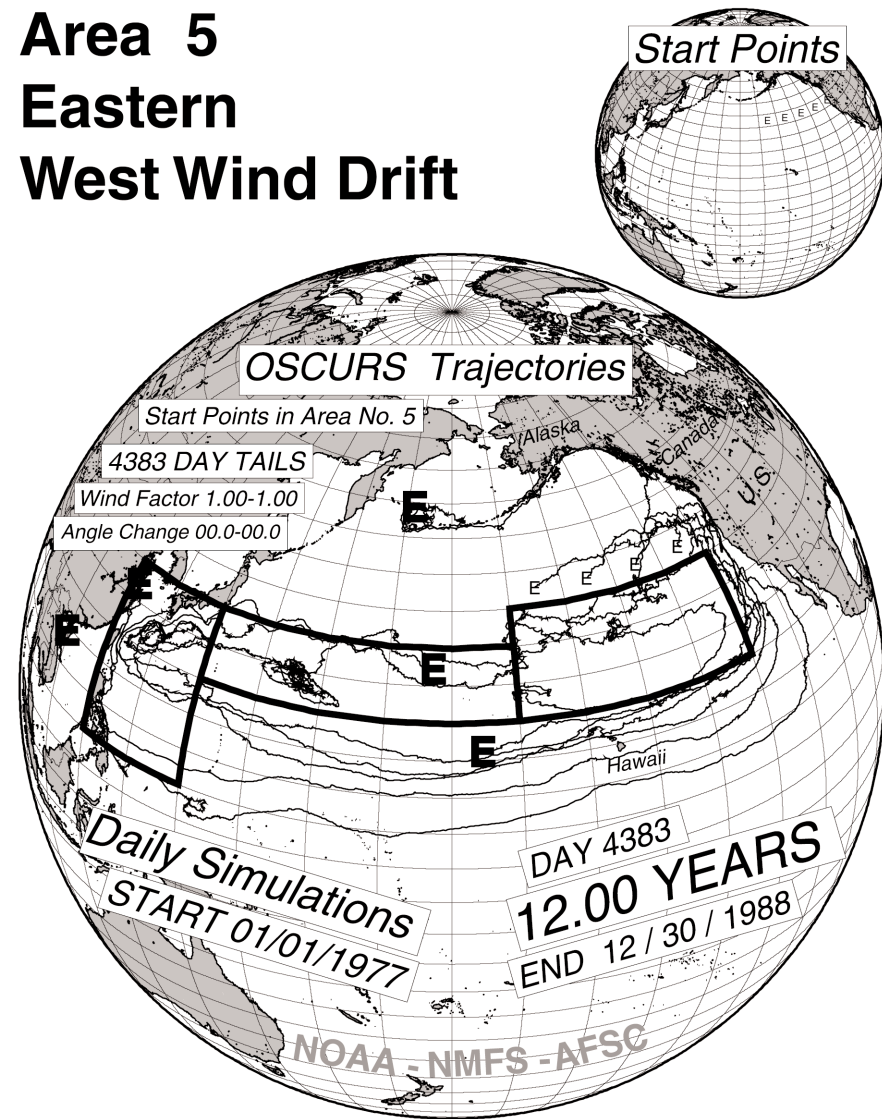 Area 5
Eastern
West Wind Drift
Start Points
E E E E
OSCURS Trajectories
Start Points in Area No. 5
4383 DAY TAILS
Wind Factor 1.00-1.00
Angle Change 00.0-00.0
Alaska
Canada
U.S.
E
E
E
E
E
E
E
E
E
Hawaii
Daily Simulations
START 01/01/1977
DAY 4383
12.00 YEARS
END 12 / 30 / 1988
NOAA - NMFS - AFSC